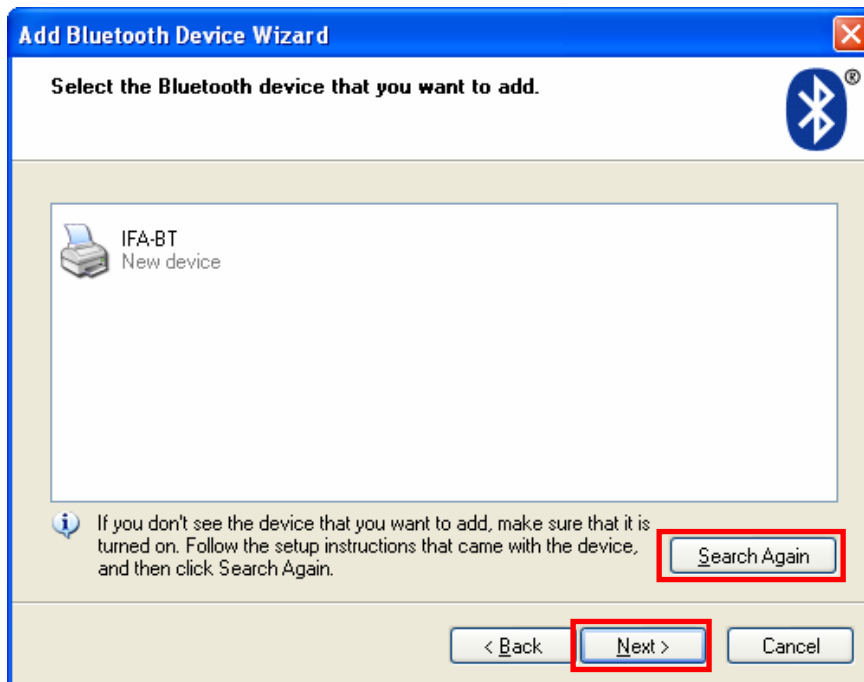 Add Bluetooth Device Wizard
Select the Bluetooth device that you want to add.
®
IFA-BT
New device
If you don't see the device that you want to add, make sure that it is
turned on. Follow the setup instructions that came with the device,
and then click Search Again.
Search Again
< Back
Next >
Cancel